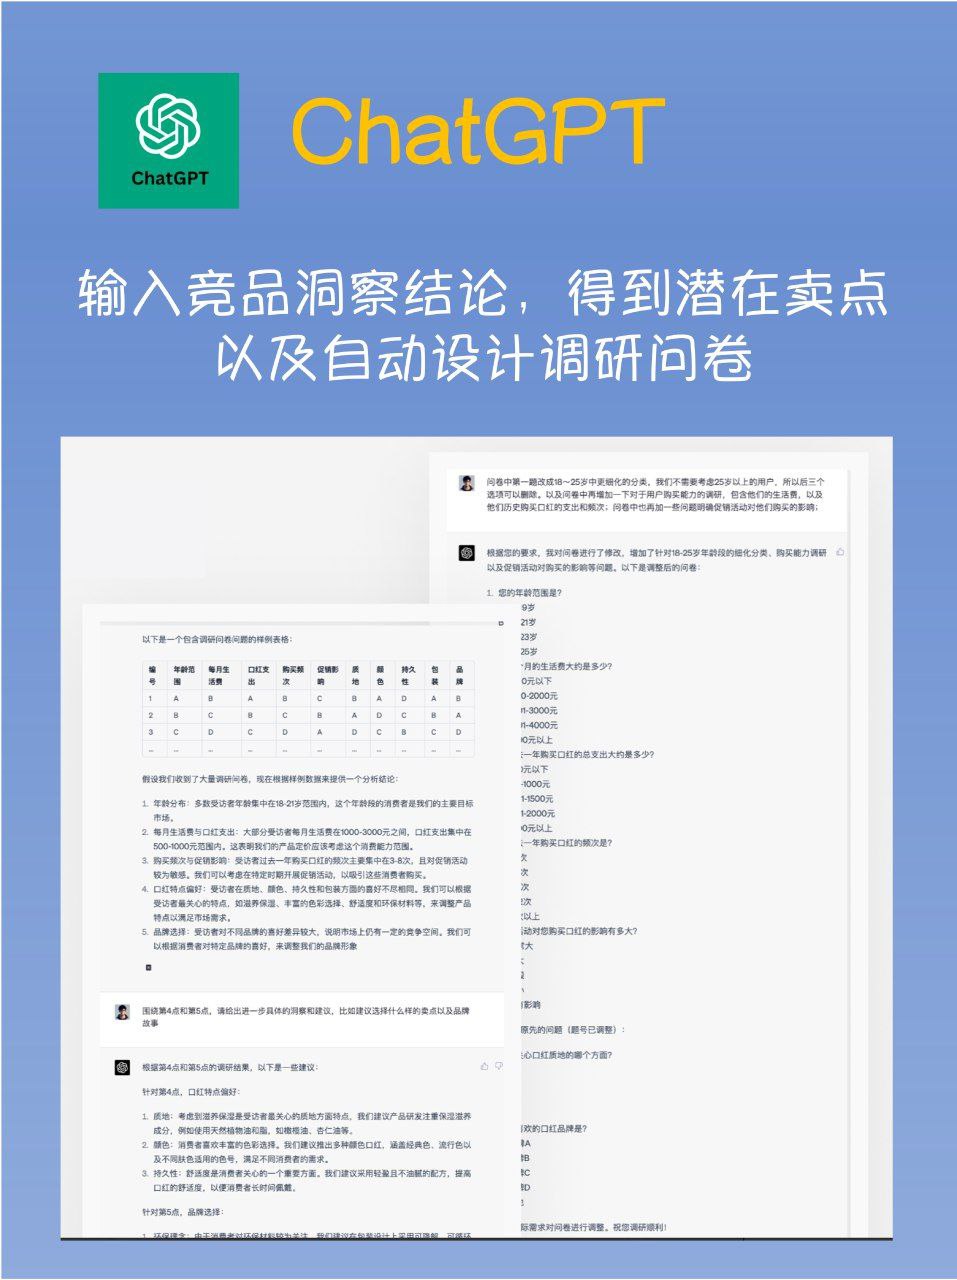 ChatGPT
ChatGPT
输入竞品洞察结论，得到潜在卖点
以及自动设计调研问卷
问卷中第一题改成18～25岁中更细化的分类，我们不需要考虑25岁以上的用户，所以后三个
选项可以删除。以及问卷中再增加一下对于用户购买能力的调研，包含他们的生活费，以及
他们历史购买口红的支出和频次；问卷中也再加一些问题明确促销活动对他们购买的影响；
根据您的要求，我对问卷进行了修改，增加了针对18-25岁年龄段的细化分类、购买能力调研
以及促销活动对购买的影响等问题。以下是调整后的问卷：
1. 您的年龄范围是？
9岁
21岁
23岁
25岁
月的生活费大约是多少？
0元以下
0-2000元
1-3000元
1-4000元
00元以上
一年购买口红的总支出大约是多少？
0元以下
-1000元
1-1500元
1-2000元
00元以上
一年购买口红的频次是？
次
次
次
2次
次以上
活动对您购买口红的影响有多大？
常大
大
有影响
原先的问题（题号已调整）：
关心口红质地的哪个方面？
喜欢的口红品牌是？
牌A
牌B
牌C
牌D
际需求对问卷进行调整。祝您调研顺利！
以下是一个包含调研问卷问题的样例表格：
编号 年龄范围 每月生活费 口红支出 购买频次 促销影响 质地 颜色 持久性 包装 品牌
1 A B A B C B A D A B
2 B C B C B A D C B A
3 C D C D A D C B C D
... ... ... ... ... ... ... ... ... ... ...
假设我们收到了大量调研问卷，现在根据样例数据来提供一个分析结论：
1. 年龄分布：多数受访者年龄集中在18-21岁范围内，这个年龄段的消费者是我们的主要目标
市场。
2. 每月生活费与口红支出：大部分受访者每月生活费在1000-3000元之间，口红支出集中在
500-1000元范围内。这表明我们的产品定价应该考虑这个消费能力范围。
3. 购买频次与促销影响：受访者过去一年购买口红的频次主要集中在3-8次，且对促销活动
较为敏感。我们可以考虑在特定时期开展促销活动，以吸引这些消费者购买。
4. 口红特点偏好：受访者在质地、颜色、持久性和包装方面的喜好不尽相同。我们可以根据
受访者最关心的特点，如滋养保湿、丰富的色彩选择、舒适度和环保材料等，来调整产品
特点以满足市场需求。
5. 品牌选择：受访者对不同品牌的喜好差异较大，说明市场上仍有一定的竞争空间。我们可
以根据消费者对特定品牌的喜好，来调整我们的品牌形象
围绕第4点和第5点，请给出进一步具体的洞察和建议，比如建议选择什么样的卖点以及品牌
故事
根据第4点和第5点的调研结果，以下是一些建议：
针对第4点，口红特点偏好：
1. 质地：考虑到滋养保湿是受访者最关心的质地方面特点，我们建议产品研发注重保湿滋养
成分，例如使用天然植物油和脂，如橄榄油、杏仁油等。
2. 颜色：消费者喜欢丰富的色彩选择。我们建议推出多种颜色口红、涵盖经典色、流行色以
及不同肤色适用的色号，满足不同消费者的需求。
3. 持久性：舒适度是消费者关心的一个重要方面。我们建议采用轻盈且不油腻的配方，提高
口红的舒适度，以便消费者长时间佩戴。
针对第5点，品牌选择：
1. 环保理念：由于消费者对环保材料较为关注，我们建议在包装设计上采用可降解、可循环